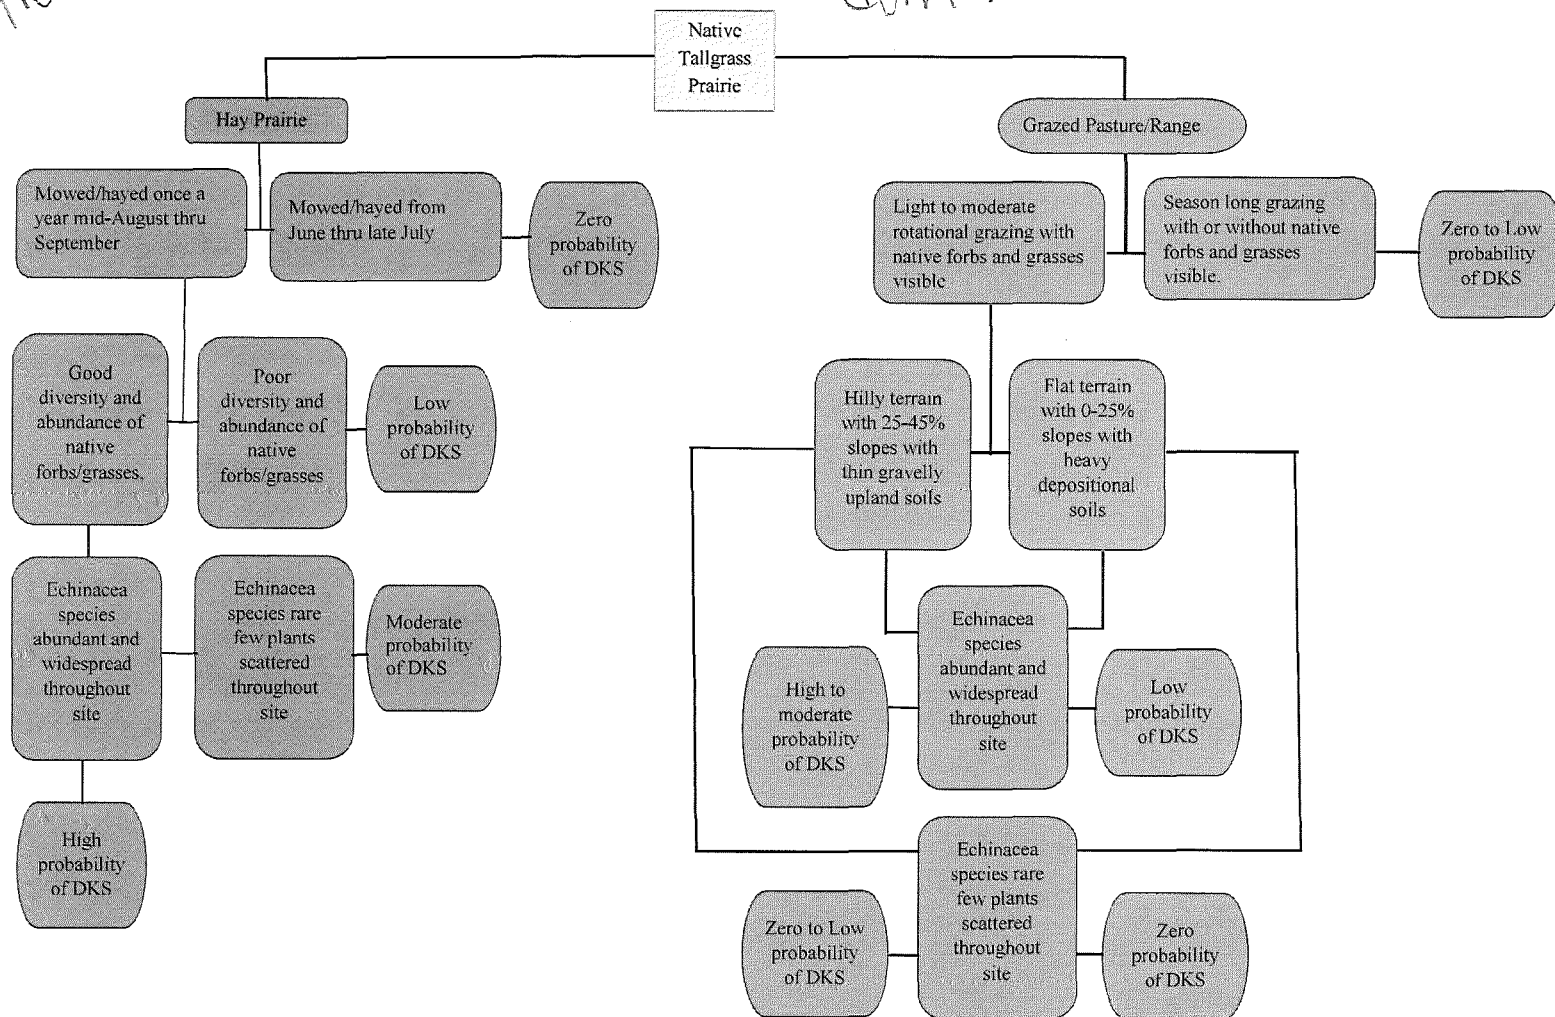 Native
Tallgrass
Prairie
Hay Prairie
Grazed Pasture/Range
Mowed/hayed once a
year mid-August thru
September
Mowed/hayed from
June thru late July
Zero
probability
of DKS
Light to moderate
rotational grazing with
native forbs and grasses
visible
Season long grazing
with or without native
forbs and grasses
visible.
Zero to Low
probability
of DKS
Good
diversity and
abundance of
native
forbs/grasses.
Poor
diversity and
abundance of
native
forbs/grasses
Low
probability
of DKS
Hilly terrain
with 25-45%
slopes with
thin gravelly
upland soils
Flat terrain
with 0-25%
slopes with
heavy
depositional
soils
Echinacea
species
abundant and
widespread
throughout
site
Echinacea
species rare
few plants
scattered
throughout
site
Moderate
probability
of DKS
Echinacea
species
abundant and
widespread
throughout
site
High to
moderate
probability
of DKS
Low
probability
of DKS
High
probability
of DKS
Echinacea
species rare
few plants
scattered
throughout
site
Zero to Low
probability
of DKS
Zero
probability
of DKS